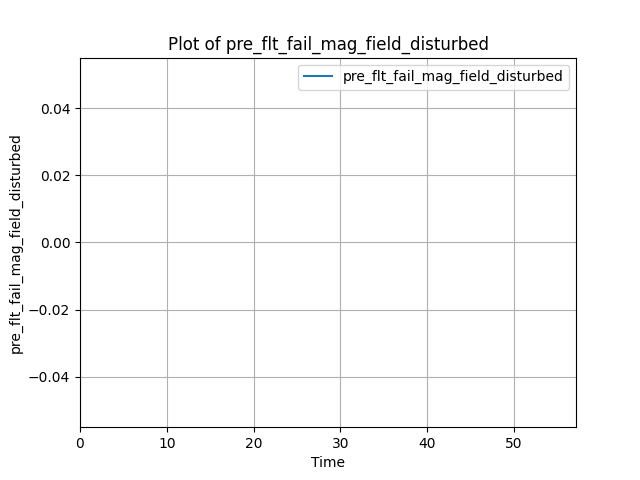 Plot of pre_flt_fail_mag_field_disturbed
pre_flt_fail_mag_field_disturbed
pre_flt_fail_mag_field_disturbed
0.04
0.02
0.00
−0.02
−0.04
0 10 20 30 40 50
Time